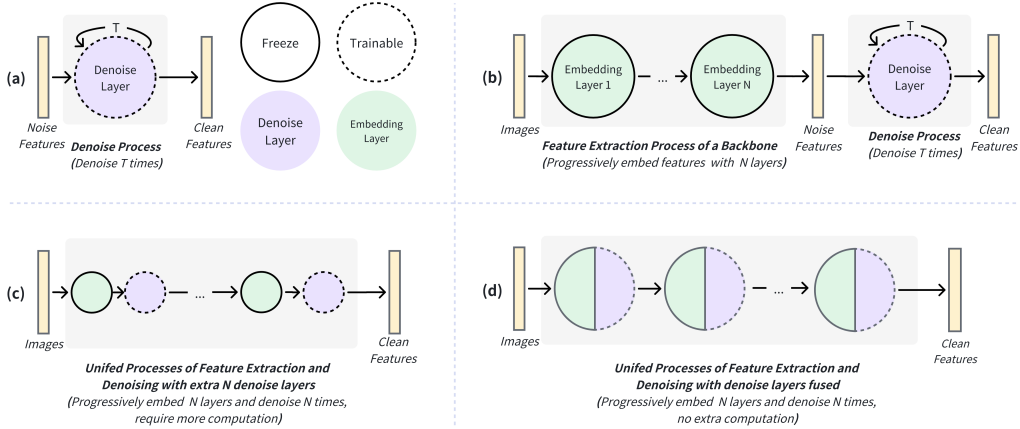 (a)
T
Denoise
Layer
Noise
Features
Clean
Features
Denoise Process
(Denoise T times)
Freeze
Trainable
Denoise
Layer
Embedding
Layer
(b)
Images
Embedding
Layer 1
...
Embedding
Layer N
Noise
Features
T
Denoise
Layer
Clean
Features
Feature Extraction Process of a Backbone
(Progressively embed features with N layers)
Denoise Process
(Denoise T times)
(c)
Images
...
Clean
Features
Unifed Processes of Feature Extraction and
Denoising with extra N denoise layers
(Progressively embed N layers and denoise N times,
require more computation)
(d)
Images
...
Clean
Features
Unifed Processes of Feature Extraction and
Denoising with denoise layers fused
(Progressively embed N layers and denoise N times,
no extra computation)